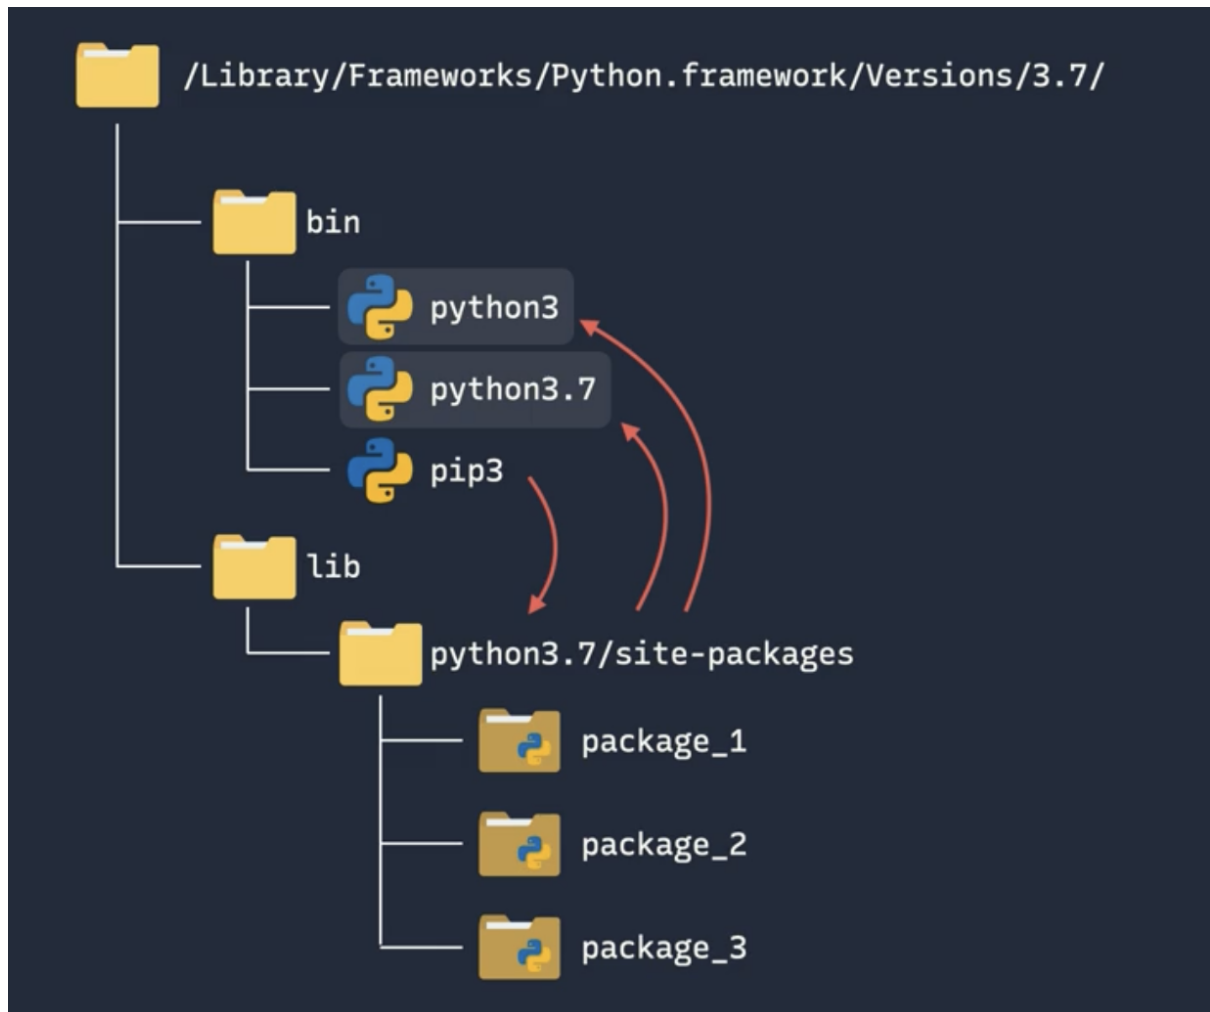 /Library/Frameworks/Python.framework/Versions/3.7/
bin
python3
python3.7
pip3
lib
python3.7/site-packages
package_1
package_2
package_3